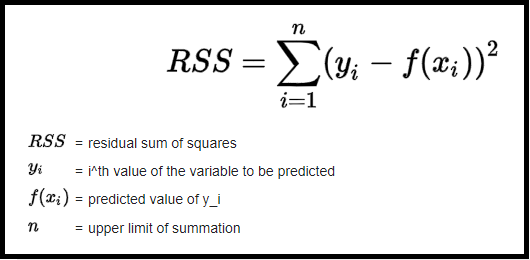 RSS = \sum_{i=1}^{n} (y_i − f(x_i))^2
RSS = residual sum of squares
y_i = i^th value of the variable to be predicted
f(x_i) = predicted value of y_i
n = upper limit of summation